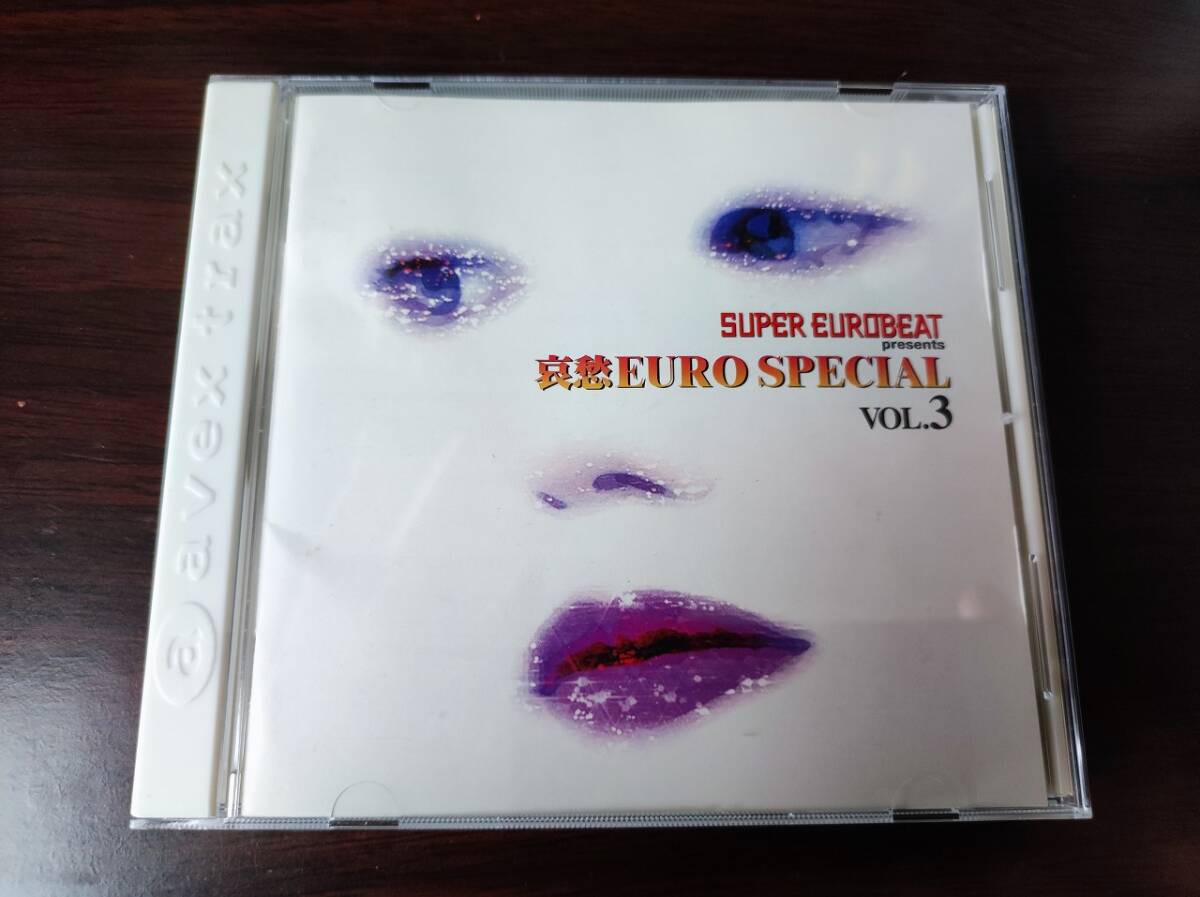 SUPER EUROBEAT
presents
哀愁EURO SPECIAL
VOL.3
a avex trax